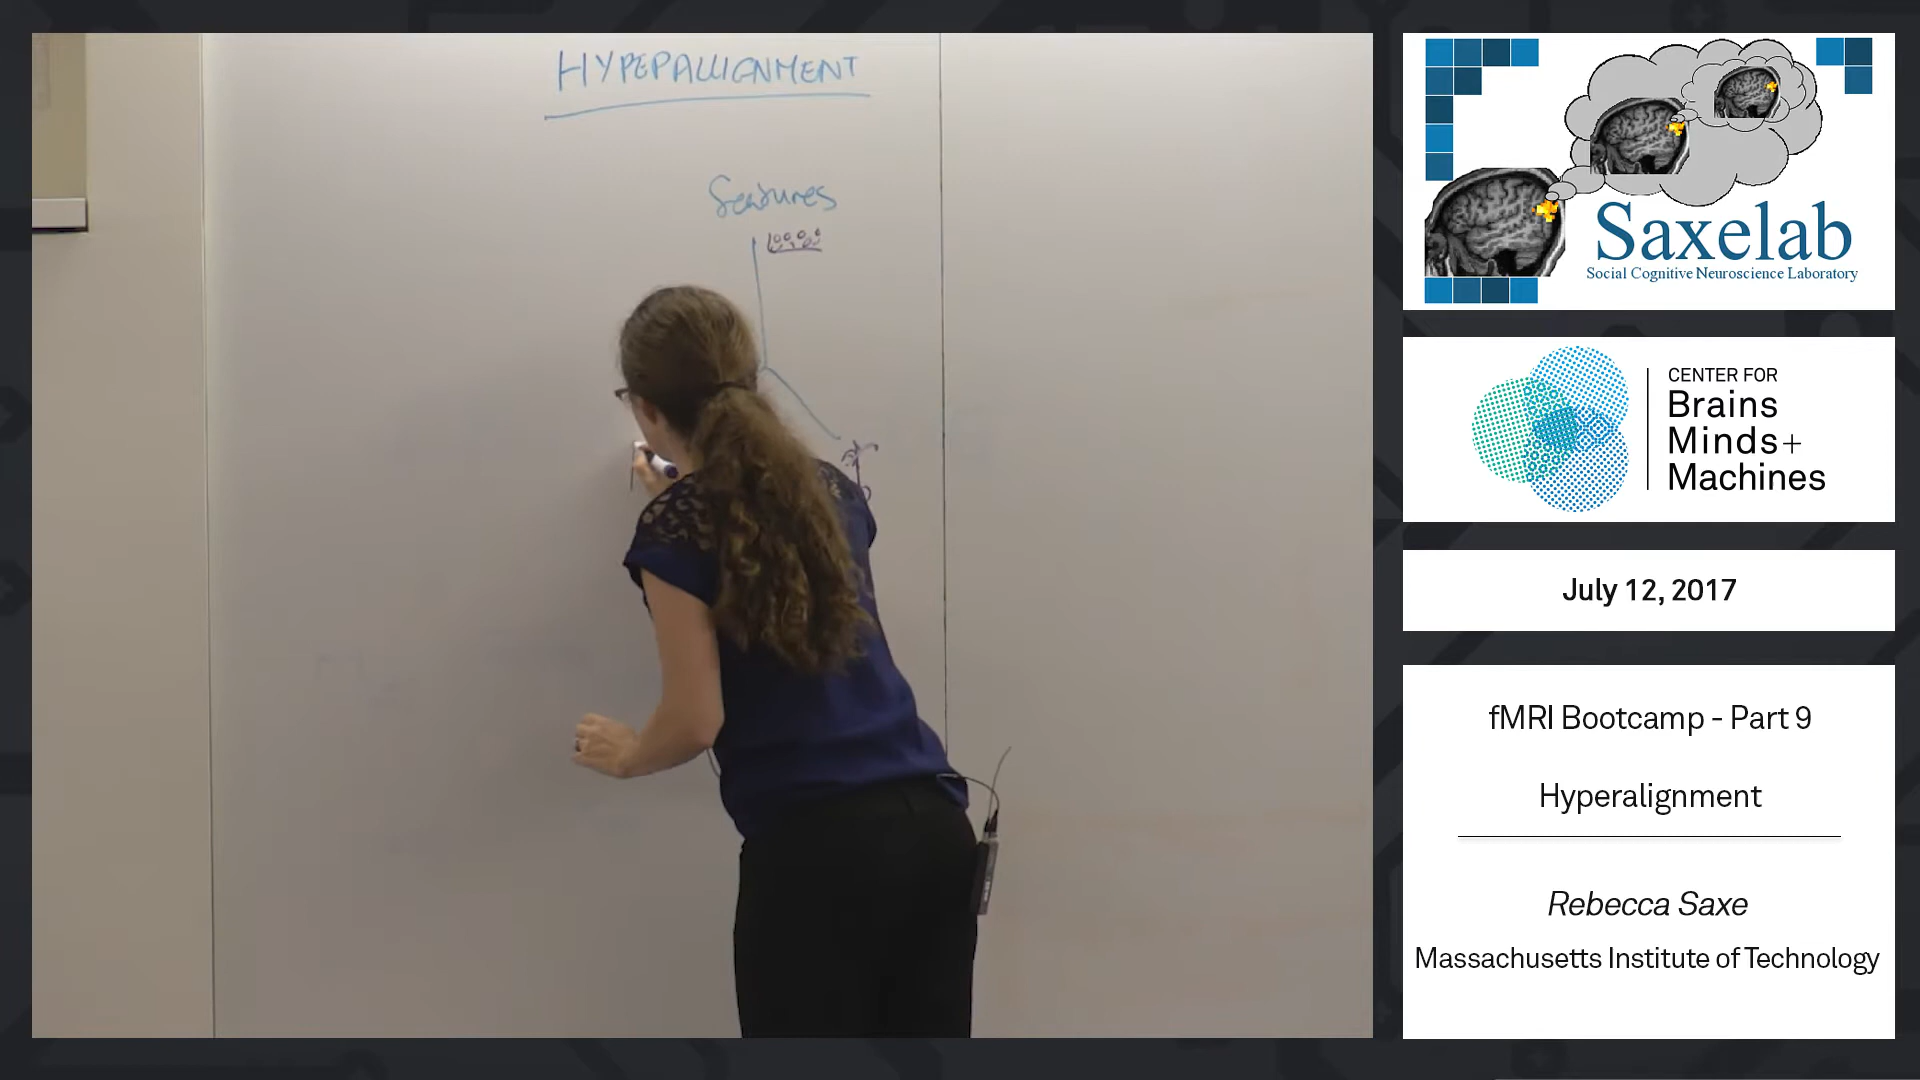 HYPERALLIGNMENT
Features
Saxelab
Social Cognitive Neuroscience Laboratory
CENTER FOR
Brains
Minds+
Machines
July 12, 2017
fMRI Bootcamp - Part 9
Hyperalignment
Rebecca Saxe
Massachusetts Institute of Technology